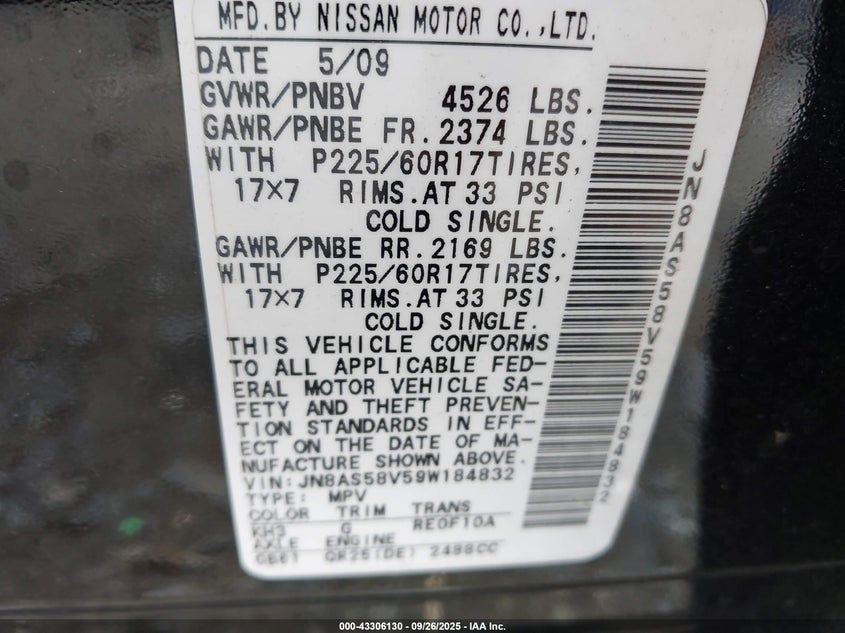 MFD.BY NISSAN MOTOR CO.,LTD.
DATE 5/09
GVWR/PNBV 4526 LBS.
GAWR/PNBE FR.2374 LBS.
WITH P225/60R17TIRES,
17×7 RIMS.AT 33 PSI
COLD SINGLE.
GAWR/PNBE RR.2169 LBS.
WITH P225/60R17TIRES,
17×7 RIMS.AT 33 PSI
COLD SINGLE.
THIS VEHICLE CONFORMS
TO ALL APPLICABLE FED-
ERAL MOTOR VEHICLE SA-
FETY AND THEFT PREVEN-
TION STANDARDS IN EFF-
ECT ON THE DATE OF MA-
NUFACTURE SHOWN ABOVE.
VIN:JN8AS58V59W184832
TYPE: MPV
COLOR TRIM TRANS
KH3 G RE0F10A
AXLE ENGINE
GB61 QR25(DE) 2488CC
JN8AS58V59W184832
000-43306130 - 09/26/2025 - IAA Inc.